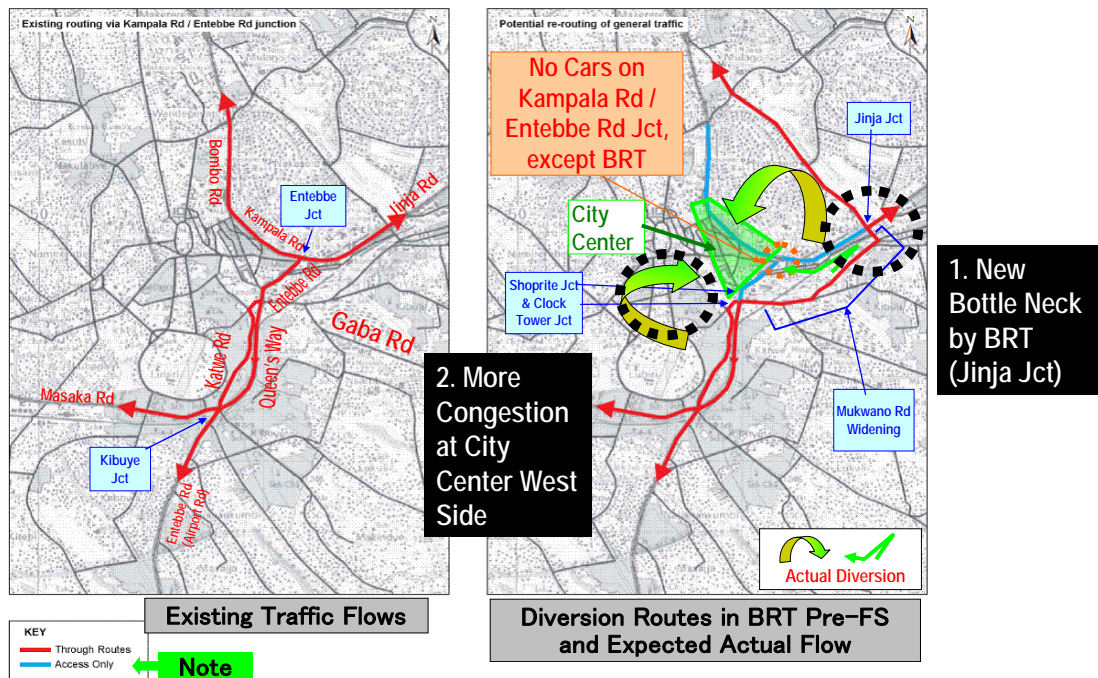 Existing routing via Kampala Rd / Entebbe Rd junction
N
Bombo Rd
Entebbe
Jct
Kampala Rd
Jinja Rd
Entebbe Rd
Gaba Rd
Katwe Rd
Queen's Way
Masaka Rd
Kibuye
Jct
Entebbe Rd
(Airport Rd)
Existing Traffic Flows
KEY
Through Routes
Access Only
Note
Potential re-routing of general traffic
N
No Cars on
Kampala Rd /
Entebbe Rd Jct,
except BRT
Jinja Jct
City
Center
Shoprite Jct
& Clock
Tower Jct
1. New
Bottle Neck
by BRT
(Jinja Jct)
2. More
Congestion
at City
Center West
Side
Mukwano Rd
Widening
Actual Diversion
Diversion Routes in BRT Pre-FS
and Expected Actual Flow